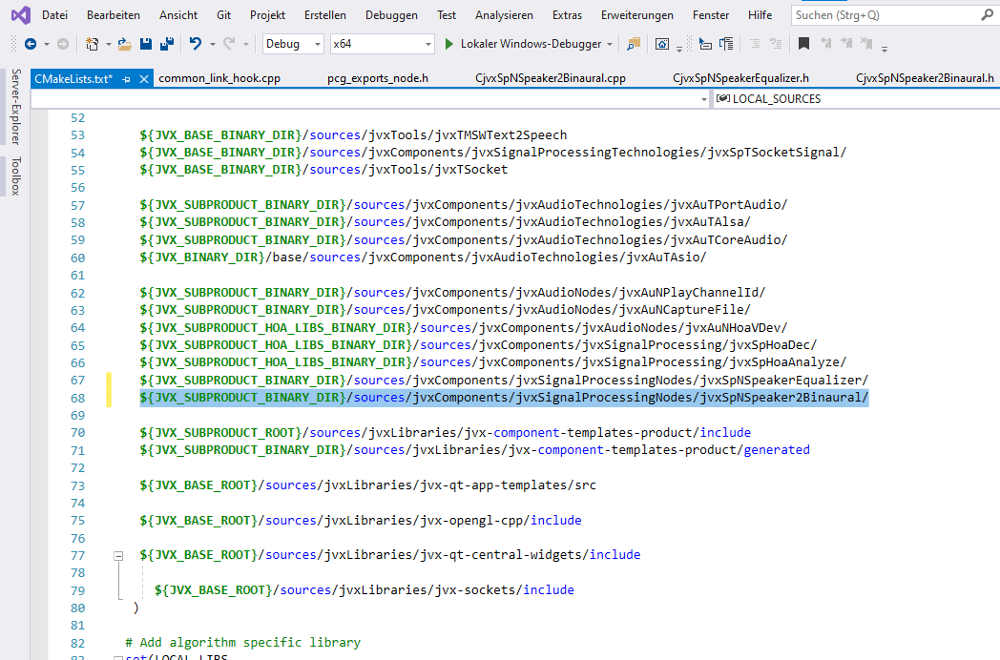 Datei Bearbeiten Ansicht Git Projekt Erstellen Debuggen Test Analysieren Extras Erweiterungen Fenster Hilfe Suchen (Strg+Q)
Debug x64 Lokaler Windows-Debugger
Server-Explorer
Toolbox
CMakeLists.txt* common_link_hook.cpp pcg_exports_node.h CjvxSpNSpeaker2Binaural.cpp CjvxSpNSpeakerEqualizer.h CjvxSpNSpeaker2Binaural.h
LOCAL_SOURCES
52
53 ${JVX_BASE_BINARY_DIR}/sources/jvxTools/jvxTMSWText2Speech
54 ${JVX_BASE_BINARY_DIR}/sources/jvxComponents/jvxSignalProcessingTechnologies/jvxSpTSocketSignal/
55 ${JVX_BASE_BINARY_DIR}/sources/jvxTools/jvxTSocket
56
57 ${JVX_SUBPRODUCT_BINARY_DIR}/sources/jvxComponents/jvxAudioTechnologies/jvxAuTPortAudio/
58 ${JVX_SUBPRODUCT_BINARY_DIR}/sources/jvxComponents/jvxAudioTechnologies/jvxAuTAlsa/
59 ${JVX_SUBPRODUCT_BINARY_DIR}/sources/jvxComponents/jvxAudioTechnologies/jvxAuTCoreAudio/
60 ${JVX_BINARY_DIR}/base/sources/jvxComponents/jvxAudioTechnologies/jvxAuTAsio/
61
62 ${JVX_SUBPRODUCT_BINARY_DIR}/sources/jvxComponents/jvxAudioNodes/jvxAuNPlayChannelId/
63 ${JVX_SUBPRODUCT_BINARY_DIR}/sources/jvxComponents/jvxAudioNodes/jvxAuNCaptureFile/
64 ${JVX_SUBPRODUCT_HOA_LIBS_BINARY_DIR}/sources/jvxComponents/jvxAudioNodes/jvxAuNHoaVDev/
65 ${JVX_SUBPRODUCT_HOA_LIBS_BINARY_DIR}/sources/jvxComponents/jvxSignalProcessing/jvxSpHoaDec/
66 ${JVX_SUBPRODUCT_HOA_LIBS_BINARY_DIR}/sources/jvxComponents/jvxSignalProcessing/jvxSpHoaAnalyze/
67 ${JVX_SUBPRODUCT_BINARY_DIR}/sources/jvxComponents/jvxSignalProcessingNodes/jvxSpNSpeakerEqualizer/
68 ${JVX_SUBPRODUCT_BINARY_DIR}/sources/jvxComponents/jvxSignalProcessingNodes/jvxSpNSpeaker2Binaural/
69
70 ${JVX_SUBPRODUCT_ROOT}/sources/jvxLibraries/jvx-component-templates-product/include
71 ${JVX_SUBPRODUCT_BINARY_DIR}/sources/jvxLibraries/jvx-component-templates-product/generated
72
73 ${JVX_BASE_ROOT}/sources/jvxLibraries/jvx-qt-app-templates/src
74
75 ${JVX_BASE_ROOT}/sources/jvxLibraries/jvx-opengl-cpp/include
76
77 ${JVX_BASE_ROOT}/sources/jvxLibraries/jvx-qt-central-widgets/include
78
79 ${JVX_BASE_ROOT}/sources/jvxLibraries/jvx-sockets/include
80 )
81
82 # Add algorithm specific library
83 set(LOCAL_LIBS